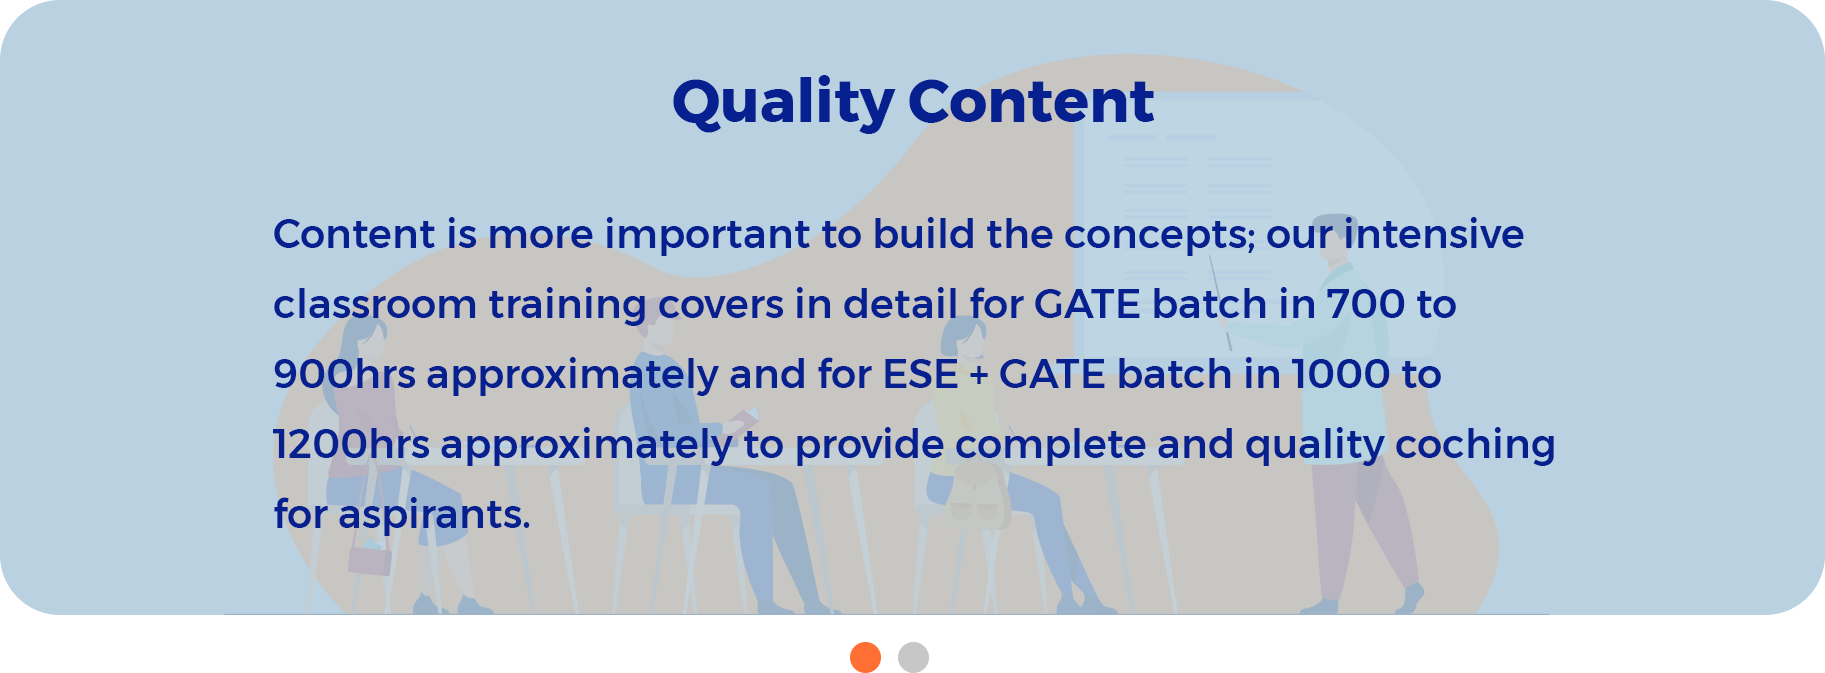 Quality Content
Content is more important to build the concepts; our intensive
classroom training covers in detail for GATE batch in 700 to
900hrs approximately and for ESE + GATE batch in 1000 to
1200hrs approximately to provide complete and quality coching
for aspirants.